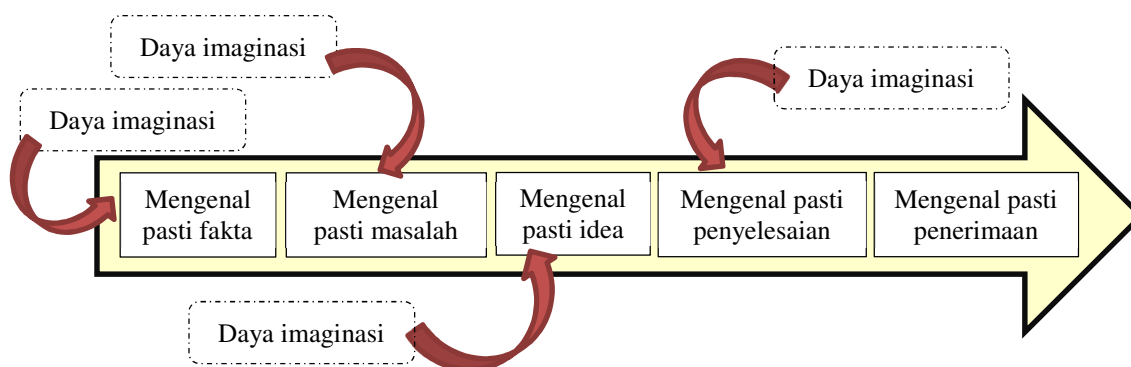 Daya imaginasi
Daya imaginasi
Daya imaginasi
Mengenal
pasti fakta
Mengenal
pasti masalah
Mengenal
pasti idea
Mengenal pasti
penyelesaian
Mengenal pasti
penerimaan
Daya imaginasi